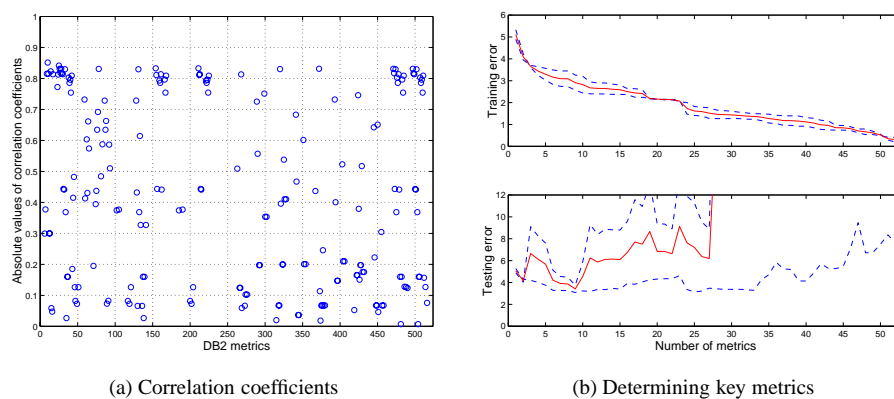 Absolute values of correlation coefficients
1
0.9
0.8
0.7
0.6
0.5
0.4
0.3
0.2
0.1
0
0 50 100 150 200 250 300 350 400 450 500
DB2 metrics
(a) Correlation coefficients
Training error
6
5
4
3
2
1
0
0 5 10 15 20 25 30 35 40 45 50
Testing error
12
10
8
6
4
2
0
0 5 10 15 20 25 30 35 40 45 50
Number of metrics
(b) Determining key metrics